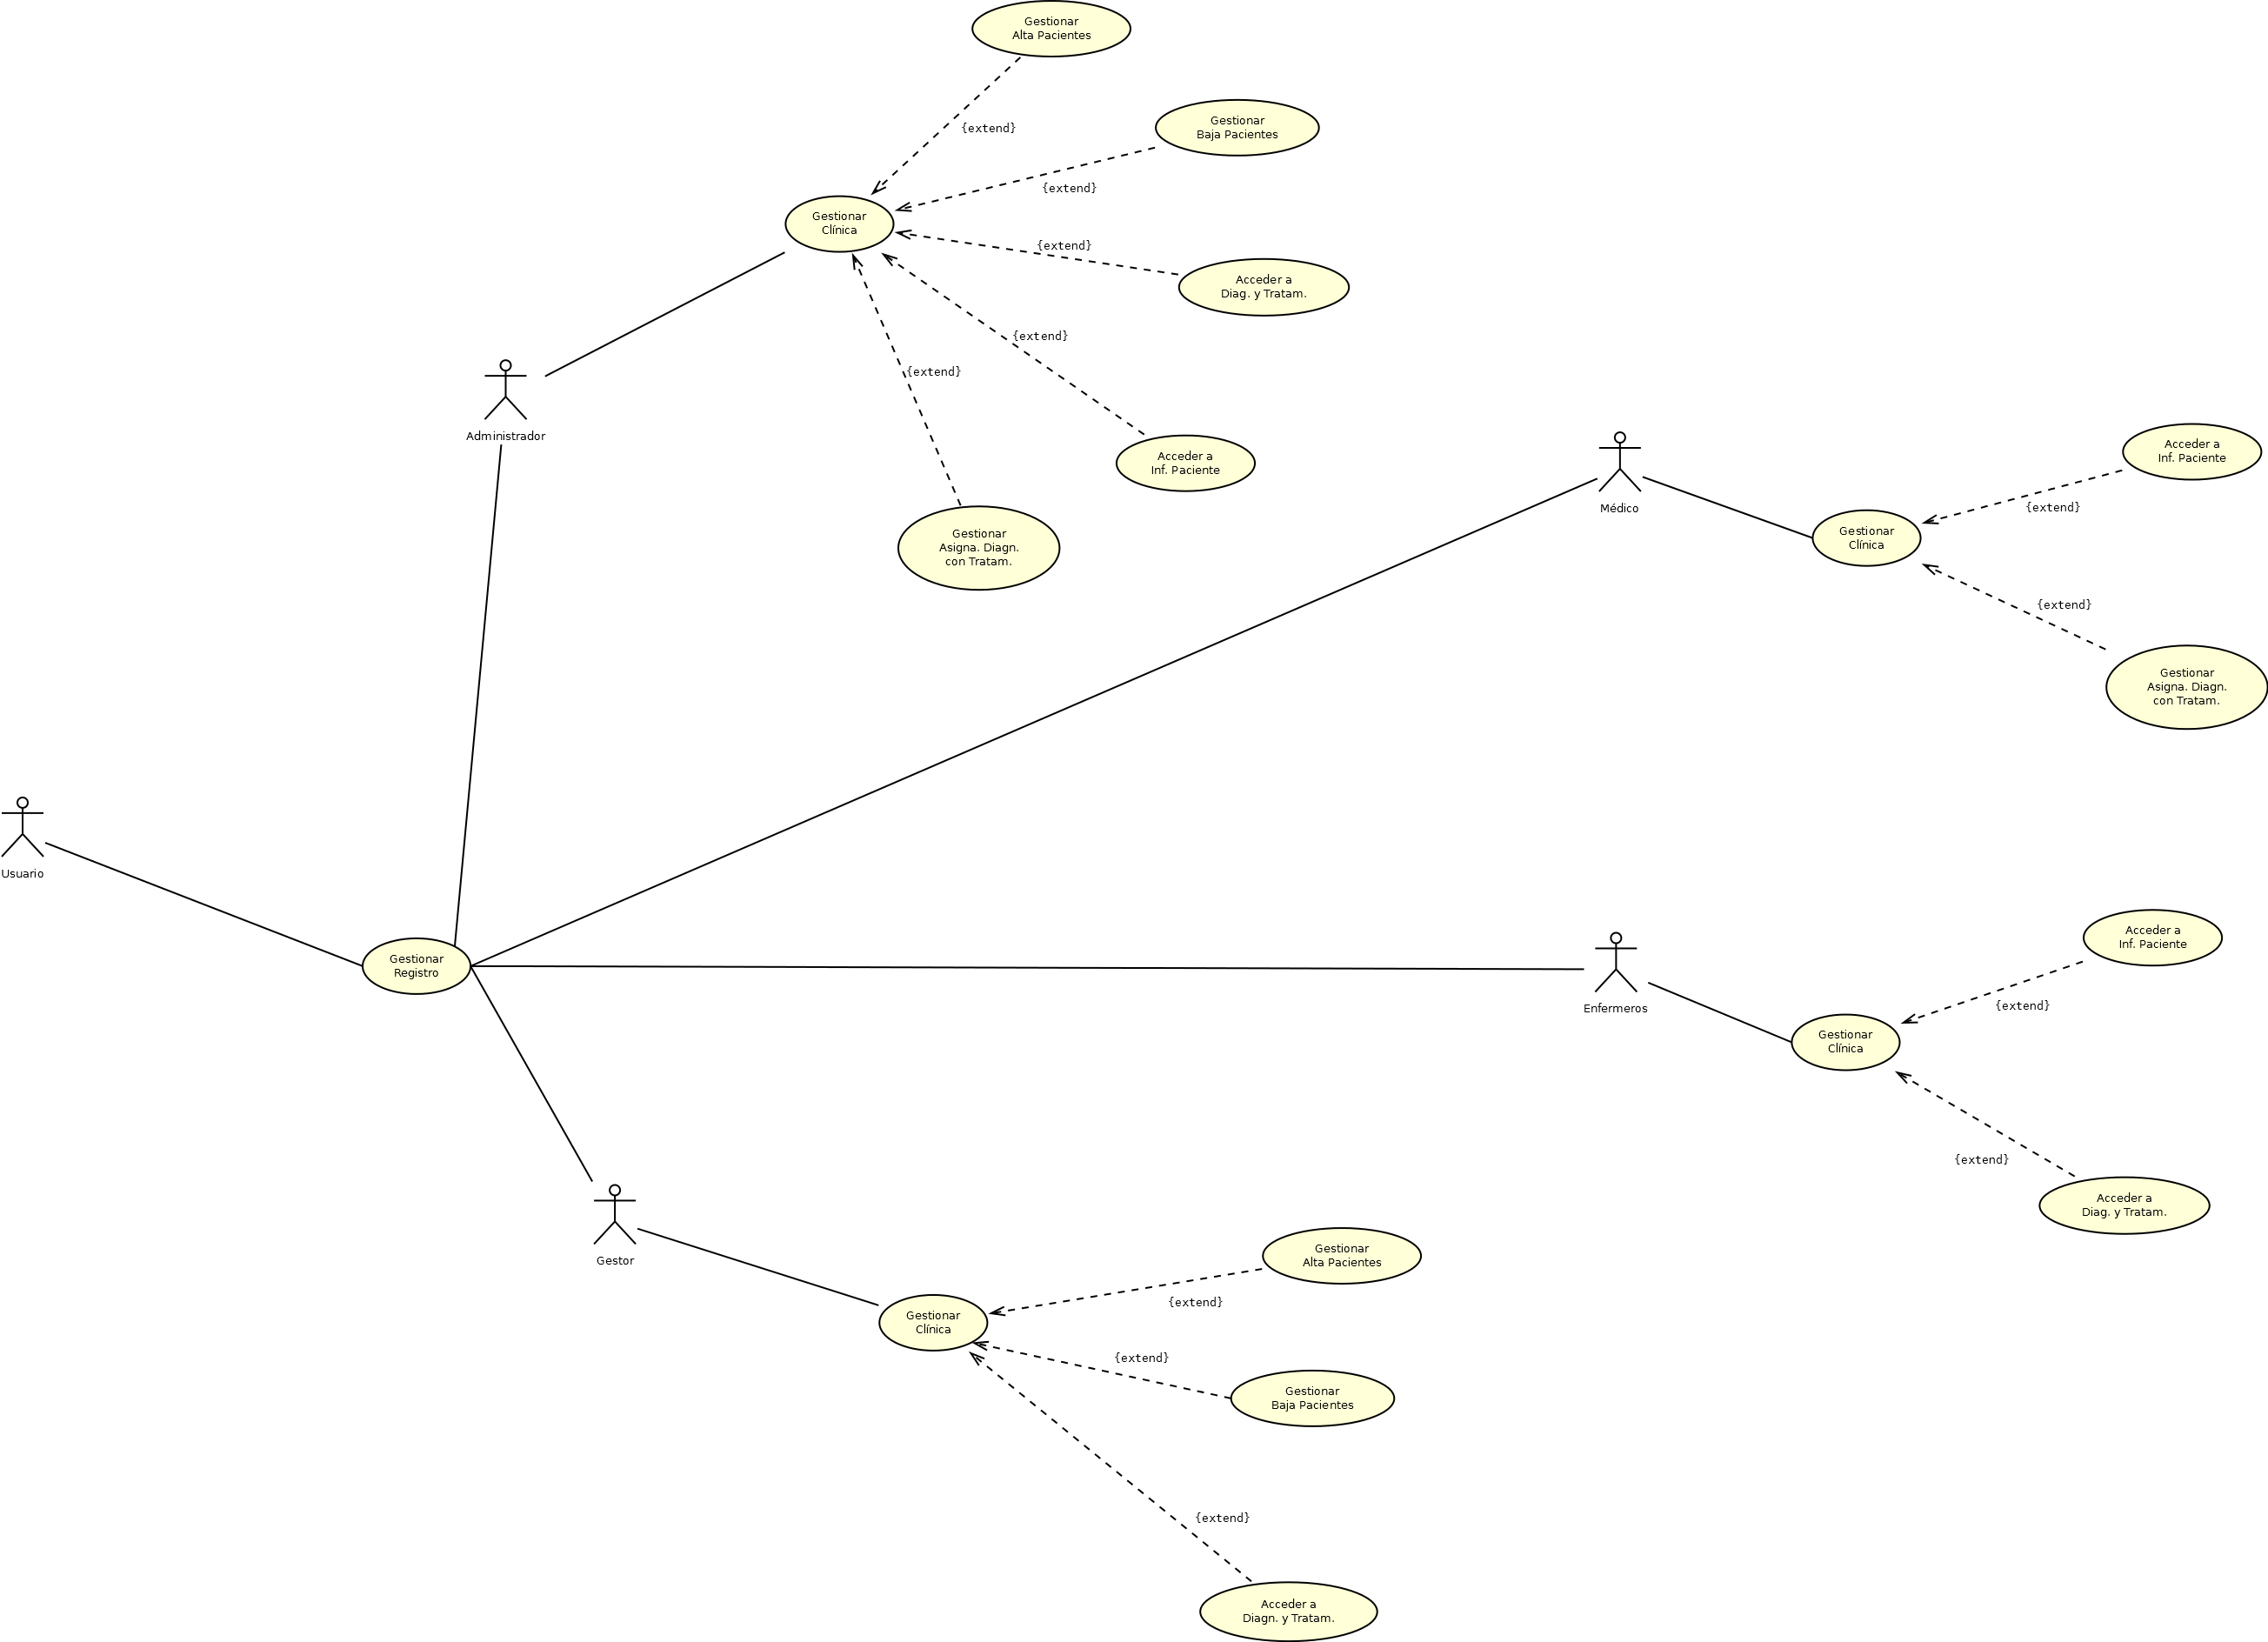 Gestionar
Alta Pacientes
{extend}
Gestionar
Baja Pacientes
{extend}
Gestionar
Clínica
{extend}
Acceder a
Diag. y Tratam.
{extend}
{extend}
Administrador
Acceder a
Inf. Paciente
Gestionar
Asigna. Diagn.
con Tratam.
Médico
Acceder a
Inf. Paciente
{extend}
Gestionar
Clínica
{extend}
Gestionar
Asigna. Diagn.
con Tratam.
Usuario
Gestionar
Registro
Enfermeros
Acceder a
Inf. Paciente
{extend}
Gestionar
Clínica
{extend}
Acceder a
Diag. y Tratam.
Gestor
Gestionar
Alta Pacientes
{extend}
Gestionar
Clínica
{extend}
Gestionar
Baja Pacientes
{extend}
Acceder a
Diagn. y Tratam.